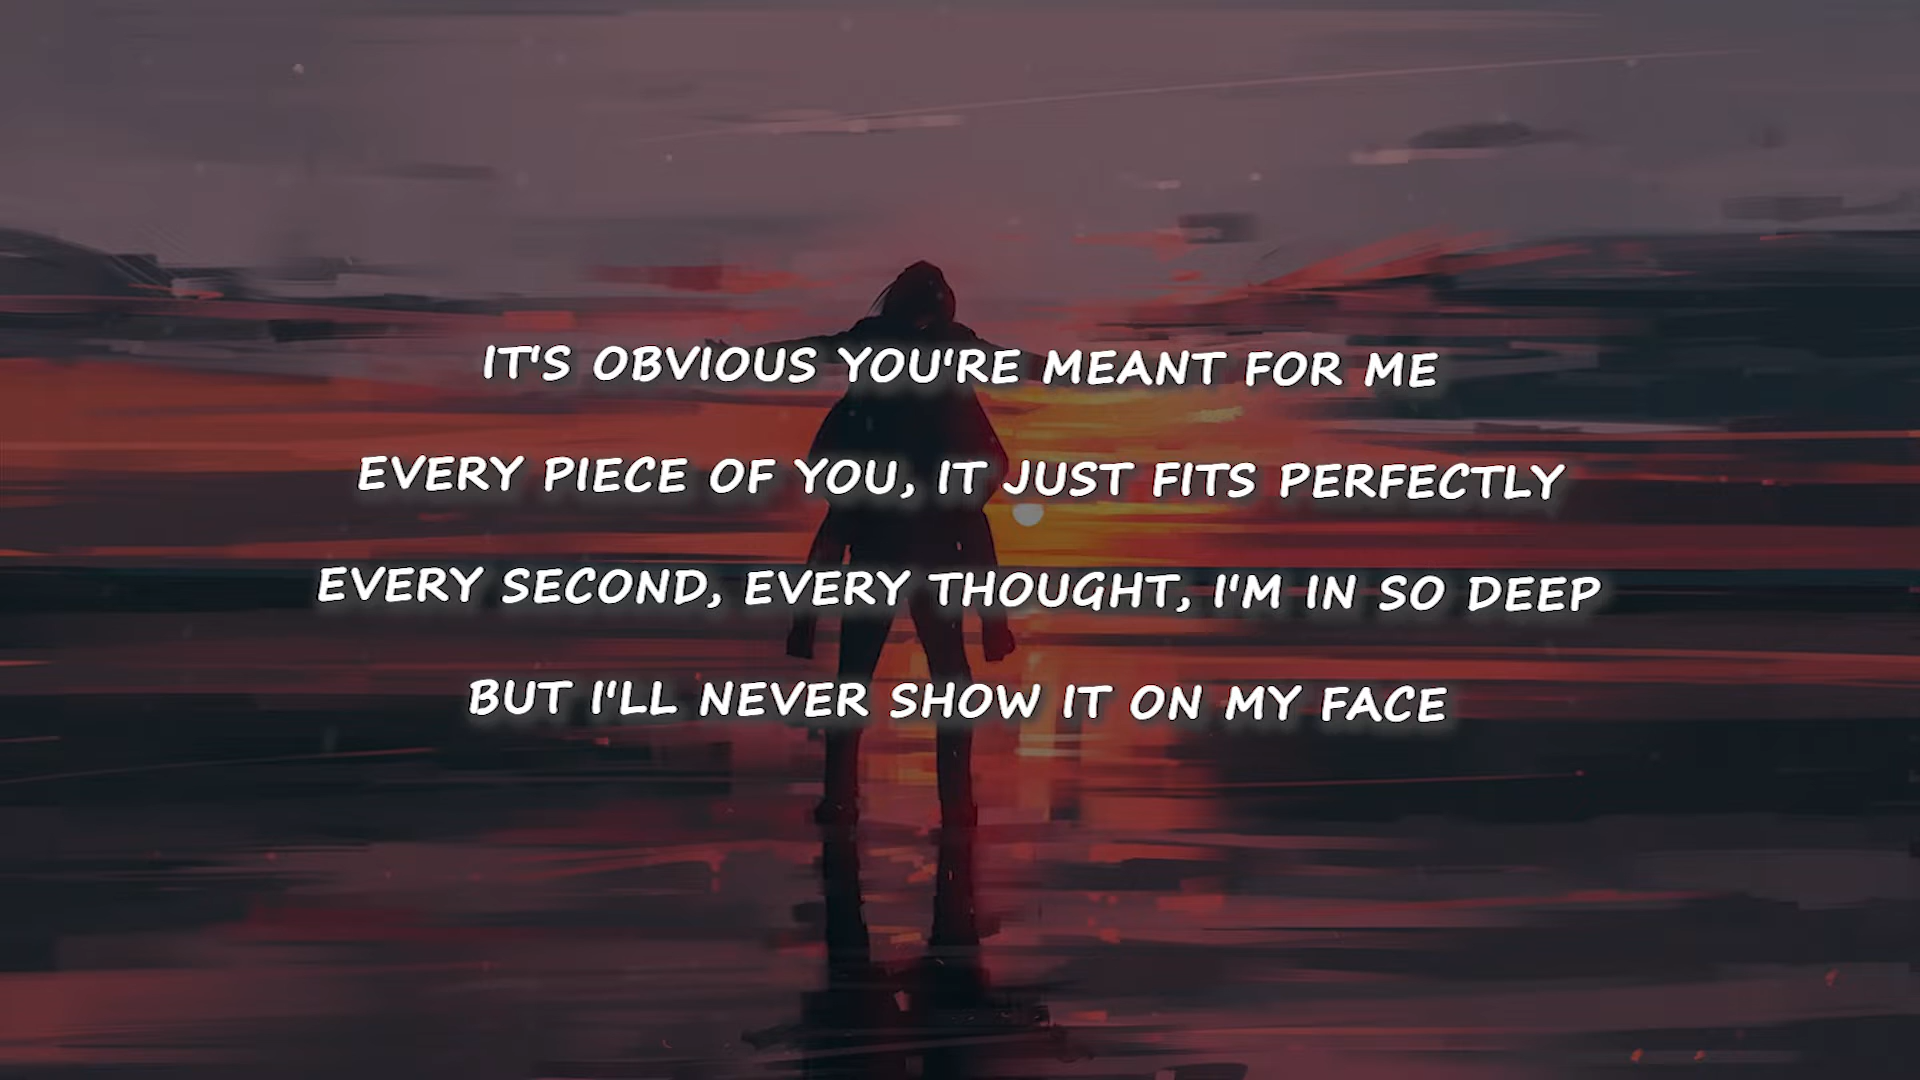 IT'S OBVIOUS YOU'RE MEANT FOR ME
EVERY PIECE OF YOU, IT JUST FITS PERFECTLY
EVERY SECOND, EVERY THOUGHT, I'M IN SO DEEP
BUT I'LL NEVER SHOW IT ON MY FACE